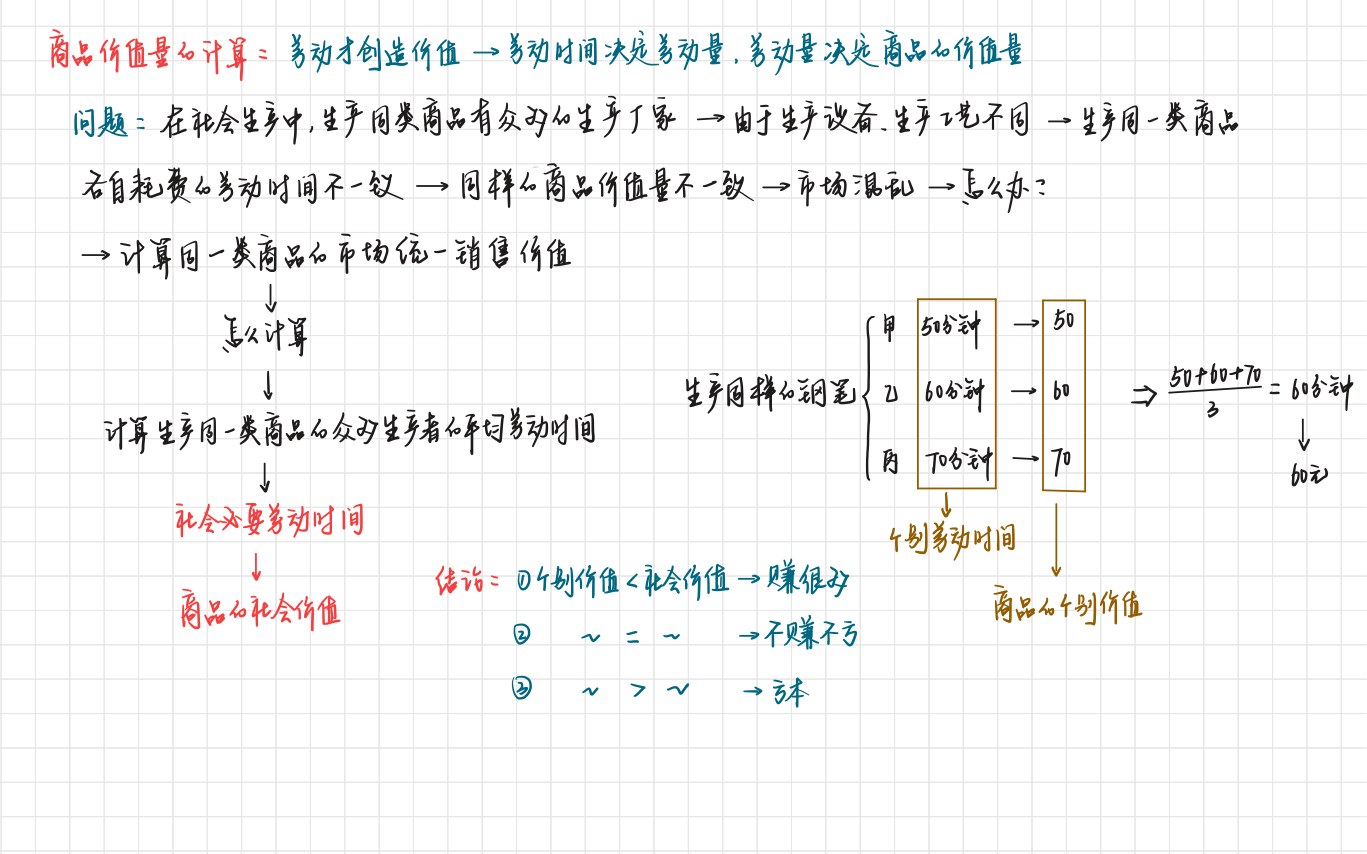 商品价值量的计算：劳动才创造价值 → 劳动时间决定劳动量，劳动量决定商品的价值量
问题：在社会生产中，生产同类商品有众多的生产厂家 → 由于生产设备、生产工艺不同 → 生产同一类商品
各自耗费的劳动时间不一致 → 同样的商品价值量不一致 → 市场混乱 → 怎么办？
→ 计算同一类商品的市场统一销售价值
↓
怎么计算
↓
计算生产同一类商品的众多生产者的平均劳动时间
↓
社会必要劳动时间
↓
商品的社会价值
生产同样的钢笔
甲 50分钟 → 50
乙 60分钟 → 60
丙 70分钟 → 70
⇒ (50+60+70)/3 = 60分钟
↓
60元
↓
个别劳动时间
↓
商品的个别价值
结论：①个别价值 < 社会价值 → 赚很多
② ~ = ~ → 不赚不亏
③ ~ > ~ → 亏本